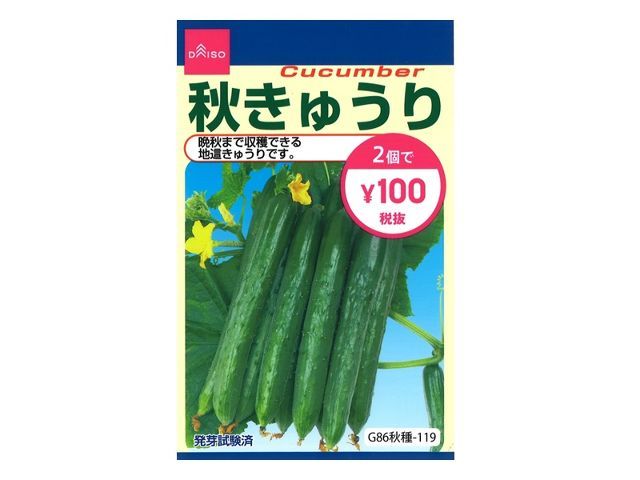 DAISO
Cucumber
秋きゅうり
晩秋まで収穫できる
地這きゅうりです。
2個で
¥100
税抜
発芽試験済
G86秋種-119